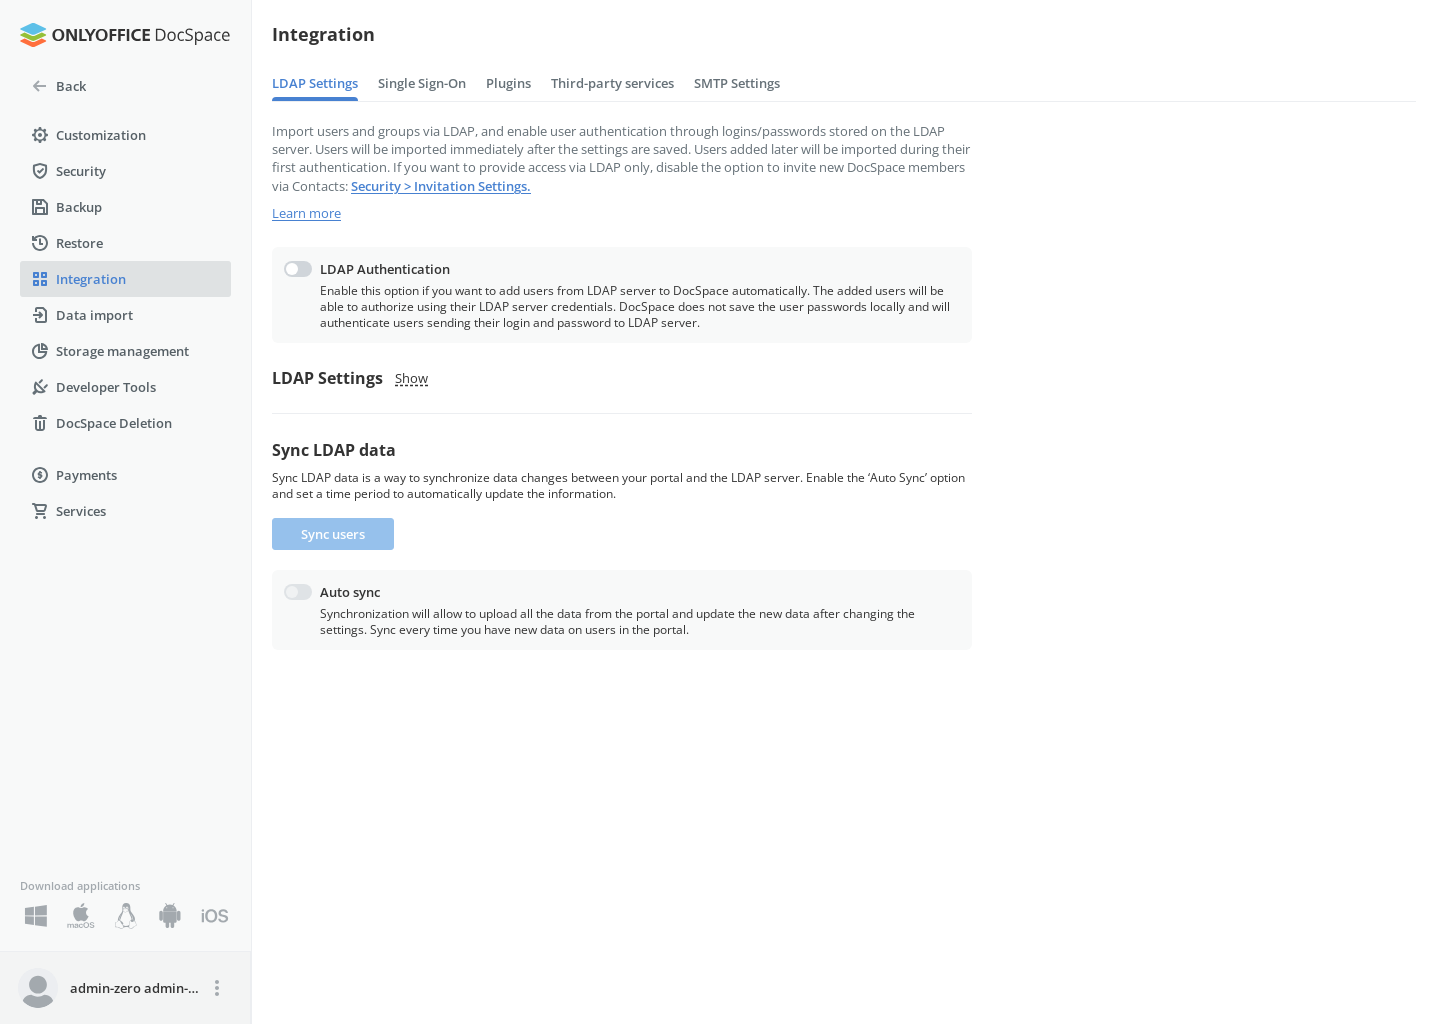 ONLYOFFICE DocSpace
Back
Customization
Security
Backup
Restore
Integration
Data import
Storage management
Developer Tools
DocSpace Deletion
Payments
Services
Download applications
macOS
iOS
admin-zero admin-...
Integration
LDAP Settings
Single Sign-On
Plugins
Third-party services
SMTP Settings
Import users and groups via LDAP, and enable user authentication through logins/passwords stored on the LDAP
server. Users will be imported immediately after the settings are saved. Users added later will be imported during their
first authentication. If you want to provide access via LDAP only, disable the option to invite new DocSpace members
via Contacts: Security > Invitation Settings.
Learn more
LDAP Authentication
Enable this option if you want to add users from LDAP server to DocSpace automatically. The added users will be
able to authorize using their LDAP server credentials. DocSpace does not save the user passwords locally and will
authenticate users sending their login and password to LDAP server.
LDAP Settings Show
Sync LDAP data
Sync LDAP data is a way to synchronize data changes between your portal and the LDAP server. Enable the ‘Auto Sync’ option
and set a time period to automatically update the information.
Sync users
Auto sync
Synchronization will allow to upload all the data from the portal and update the new data after changing the
settings. Sync every time you have new data on users in the portal.